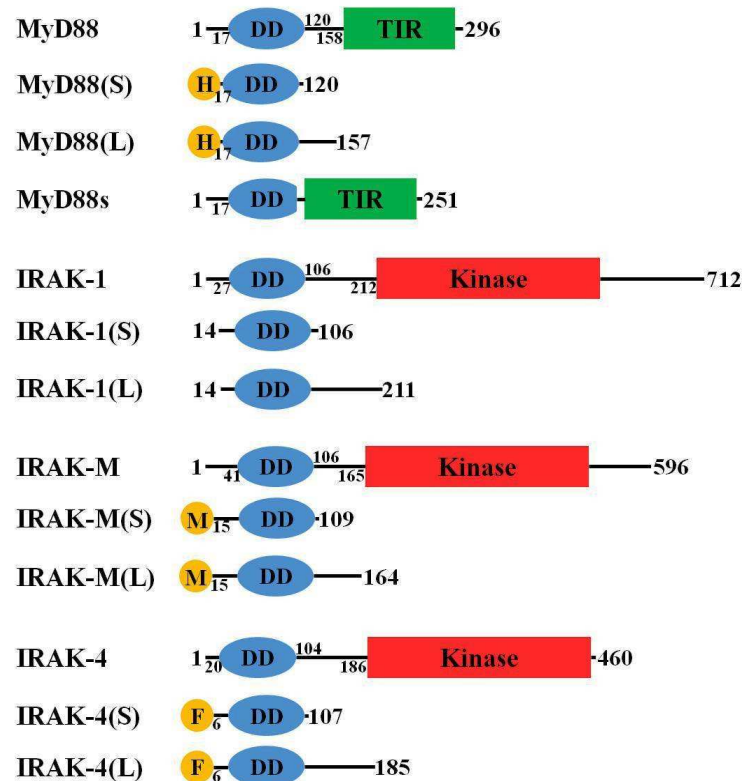 MyD88 1 17 DD 120 158 TIR 296
MyD88(S) H 17 DD 120
MyD88(L) H 17 DD 157
MyD88s 1 17 DD TIR 251
IRAK-1 1 27 DD 106 212 Kinase 712
IRAK-1(S) 14 DD 106
IRAK-1(L) 14 DD 211
IRAK-M 1 41 DD 106 165 Kinase 596
IRAK-M(S) M 15 DD 109
IRAK-M(L) M 15 DD 164
IRAK-4 1 20 DD 104 186 Kinase 460
IRAK-4(S) F 6 DD 107
IRAK-4(L) F 6 DD 185